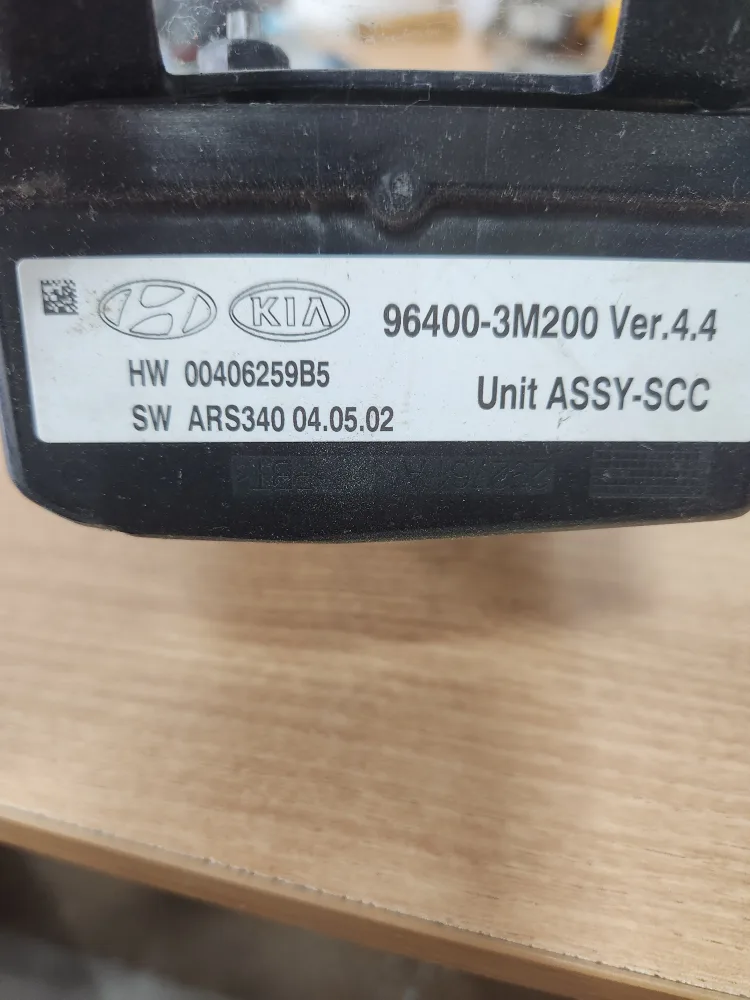 KIA
96400-3M200 Ver.4.4
HW 00406259B5
Unit ASSY-SCC
SW ARS340 04.05.02